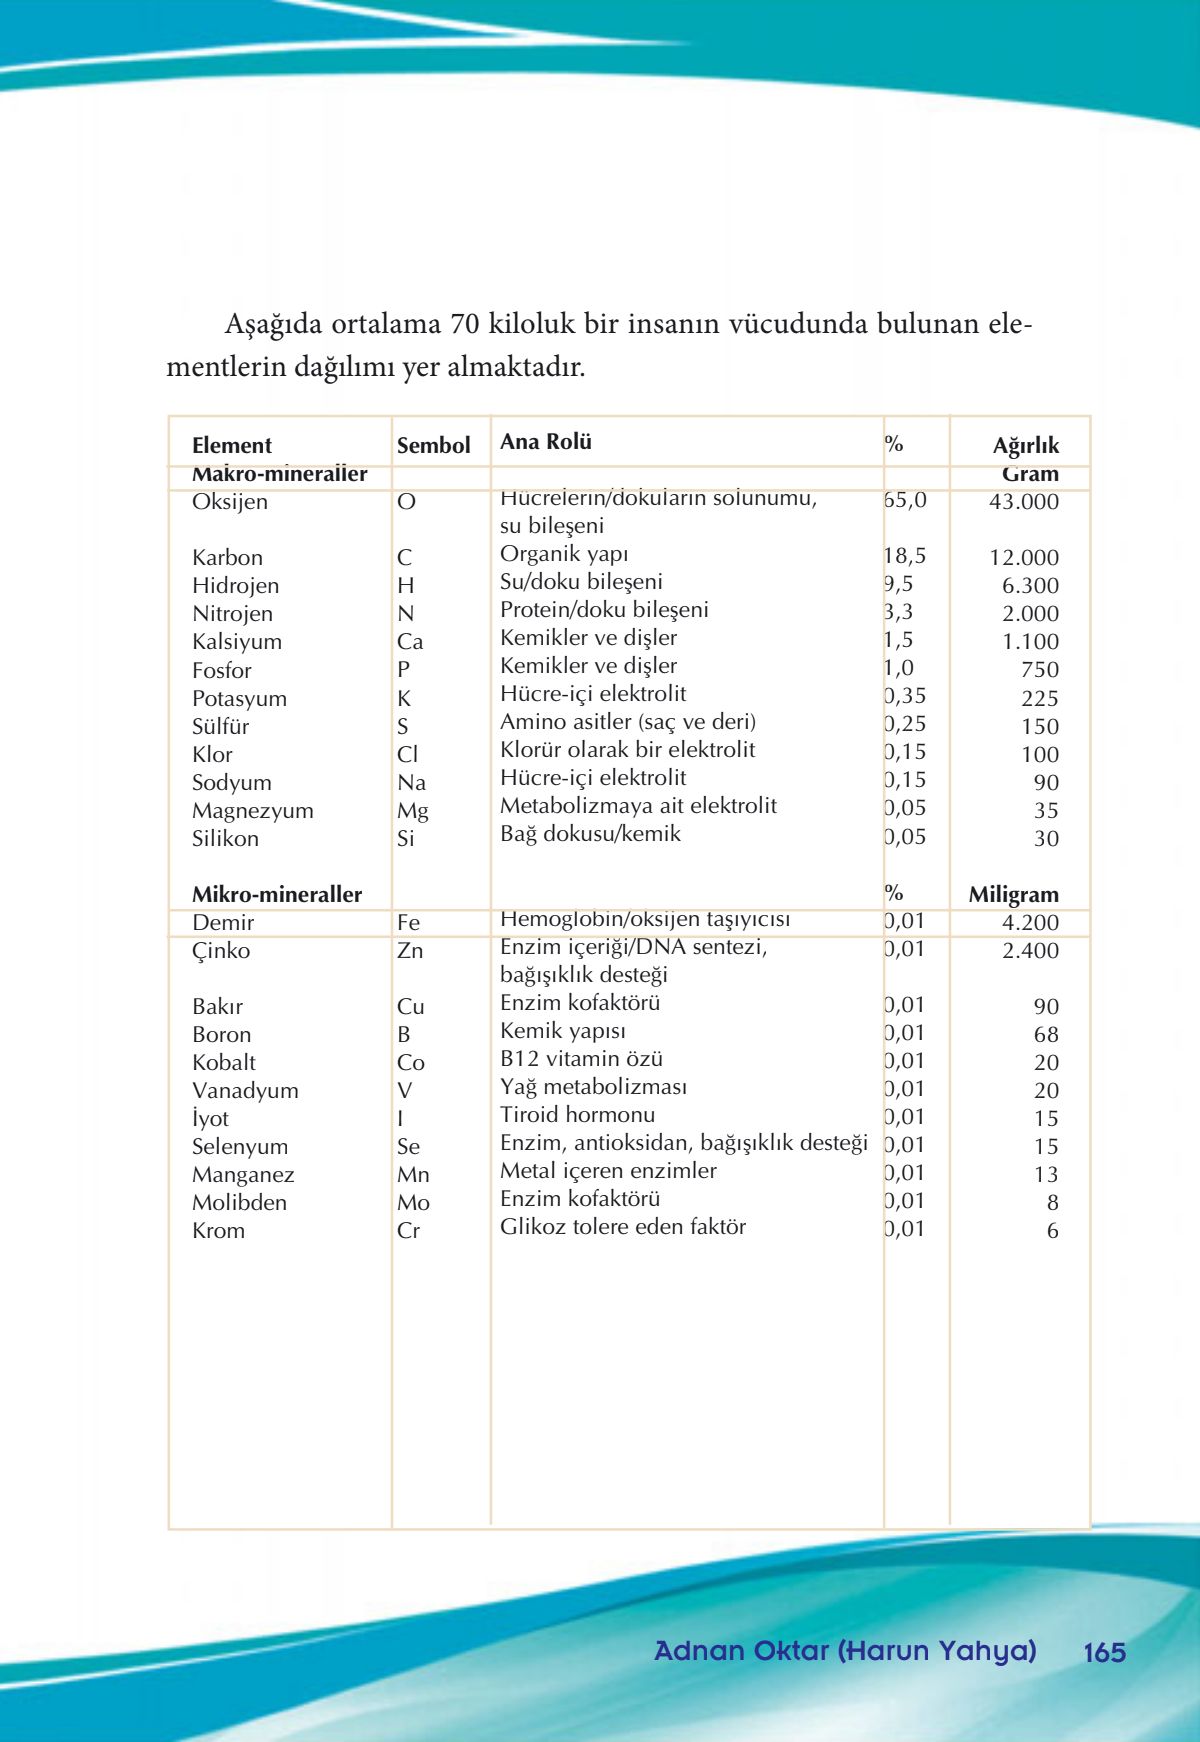 Aşağıda ortalama 70 kiloluk bir insanın vücudunda bulunan ele-
mentlerin dağılımı yer almaktadır.
Element Sembol Ana Rolü % Ağırlık
Makro-mineraller Gram
Oksijen O Hücrelerin/dokuların solunumu, 65,0 43.000
su bileşeni
Karbon C Organik yapı 18,5 12.000
Hidrojen H Su/doku bileşeni 9,5 6.300
Nitrojen N Protein/doku bileşeni 3,3 2.000
Kalsiyum Ca Kemikler ve dişler 1,5 1.100
Fosfor P Kemikler ve dişler 1,0 750
Potasyum K Hücre-içi elektrolit 0,35 225
Sülfür S Amino asitler (saç ve deri) 0,25 150
Klor Cl Klorür olarak bir elektrolit 0,15 100
Sodyum Na Hücre-içi elektrolit 0,15 90
Magnezyum Mg Metabolizmaya ait elektrolit 0,05 35
Silikon Si Bağ dokusu/kemik 0,05 30
Mikro-mineraller % Miligram
Demir Fe Hemoglobin/oksijen taşıyıcısı 0,01 4.200
Çinko Zn Enzim içeriği/DNA sentezi, 0,01 2.400
bağışıklık desteği
Bakır Cu Enzim kofaktörü 0,01 90
Boron B Kemik yapısı 0,01 68
Kobalt Co B12 vitamin özü 0,01 20
Vanadyum V Yağ metabolizması 0,01 20
İyot I Tiroid hormonu 0,01 15
Selenyum Se Enzim, antioksidan, bağışıklık desteği 0,01 15
Manganez Mn Metal içeren enzimler 0,01 13
Molibden Mo Enzim kofaktörü 0,01 8
Krom Cr Glikoz tolere eden faktör 0,01 6
Adnan Oktar (Harun Yahya) 165